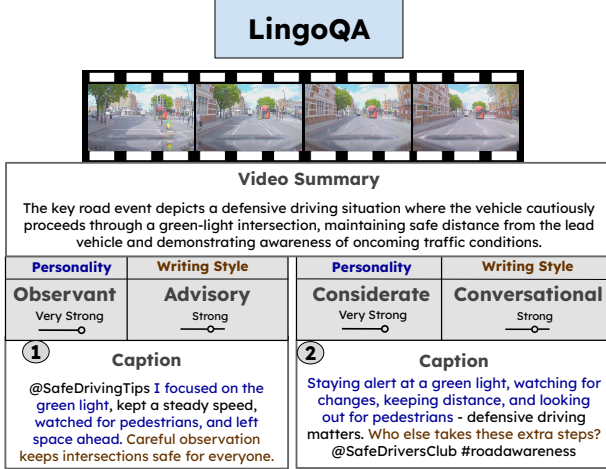 LingoQA
Video Summary
The key road event depicts a defensive driving situation where the vehicle cautiously
proceeds through a green-light intersection, maintaining safe distance from the lead
vehicle and demonstrating awareness of oncoming traffic conditions.
Personality
Writing Style
Observant
Advisory
Very Strong
Strong
1
Caption
@SafeDrivingTips I focused on the
green light, kept a steady speed,
watched for pedestrians, and left
space ahead. Careful observation
keeps intersections safe for everyone.
Personality
Writing Style
Considerate
Conversational
Very Strong
Strong
2
Caption
Staying alert at a green light, watching for
changes, keeping distance, and looking
out for pedestrians - defensive driving
matters. Who else takes these extra steps?
@SafeDriversClub #roadawareness